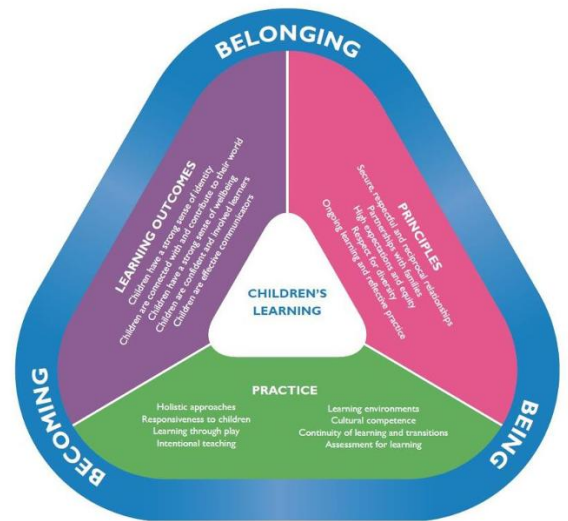 BELONGING
LEARNING OUTCOMES
Children have a strong sense of identity
Children are connected with and contribute to their world
Children have a strong sense of wellbeing
Children are confident and involved learners
Children are effective communicators
PRINCIPLES
Secure, respectful and reciprocal relationships
Partnerships with families
High expectations and equity
Respect for diversity
Ongoing learning and reflective practice
CHILDREN'S
LEARNING
PRACTICE
Holistic approaches
Responsiveness to children
Learning through play
Intentional teaching
Learning environments
Cultural competence
Continuity of learning and transitions
Assessment for learning
BECOMING
BEING